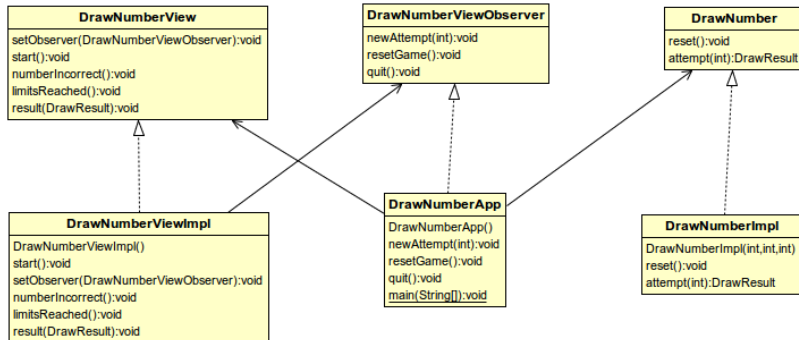 DrawNumberView
setObserver(DrawNumberViewObserver):void
start():void
numberIncorrect():void
limitsReached():void
result(DrawResult):void
DrawNumberViewObserver
newAttempt(int):void
resetGame():void
quit():void
DrawNumber
reset():void
attempt(int):DrawResult
DrawNumberViewImpl
DrawNumberViewImpl()
start():void
setObserver(DrawNumberViewObserver):void
numberIncorrect():void
limitsReached():void
result(DrawResult):void
DrawNumberApp
DrawNumberApp()
newAttempt(int):void
resetGame():void
quit():void
main(String[]):void
DrawNumberImpl
DrawNumberImpl(int,int,int)
reset():void
attempt(int):DrawResult